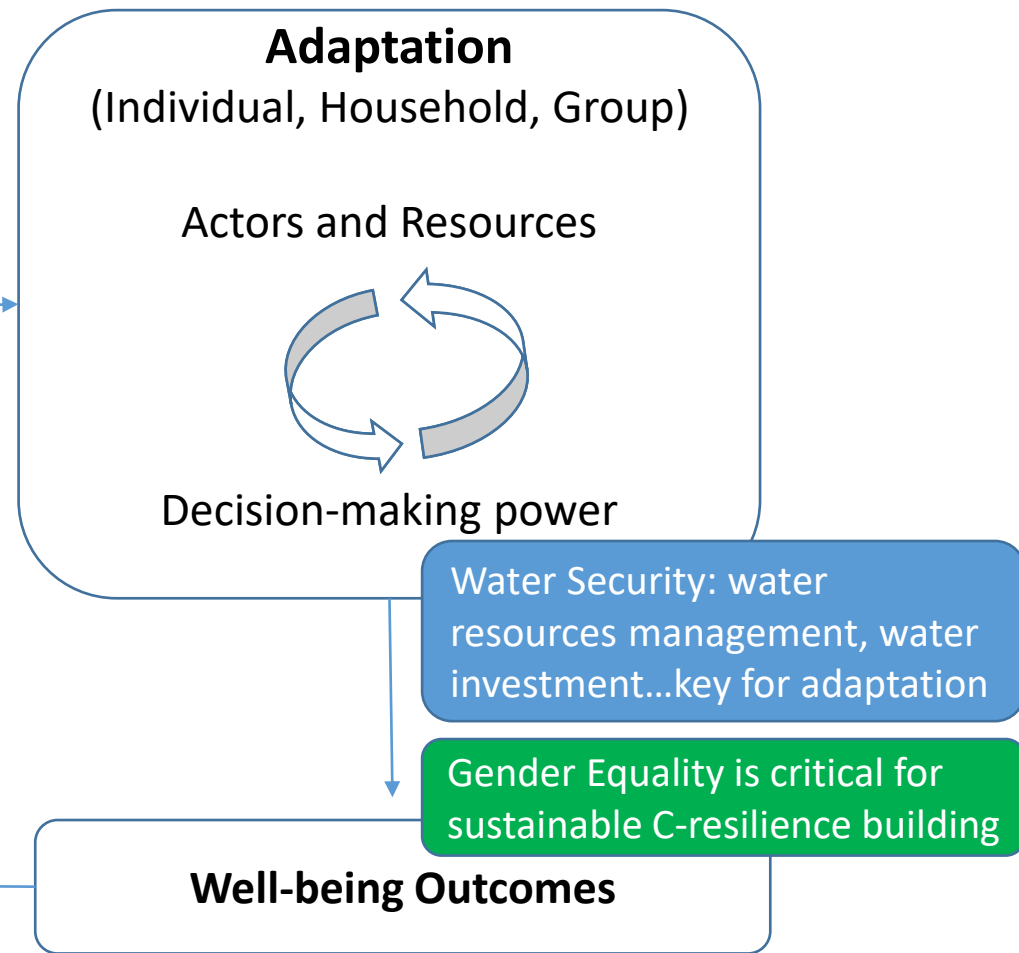 Adaptation
(Individual, Household, Group)
Actors and Resources
Decision-making power
Water Security: water
resources management, water
investment…key for adaptation
Gender Equality is critical for
sustainable C-resilience building
Well-being Outcomes